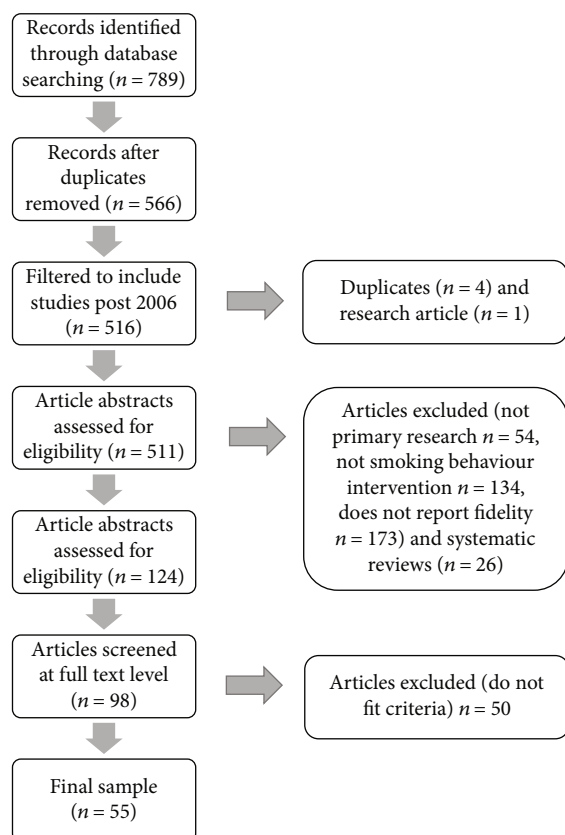 Records identified
through database
searching (n = 789)
Records after
duplicates
removed (n = 566)
Filtered to include
studies post 2006
(n = 516)
Duplicates (n = 4) and
research article (n = 1)
Article abstracts
assessed for
eligibility (n = 511)
Articles excluded (not
primary research n = 54,
not smoking behaviour
intervention n = 134,
does not report fidelity
n = 173) and systematic
reviews (n = 26)
Article abstracts
assessed for
eligibility (n = 124)
Articles screened
at full text level
(n = 98)
Articles excluded (do not
fit criteria) n = 50
Final sample
(n = 55)